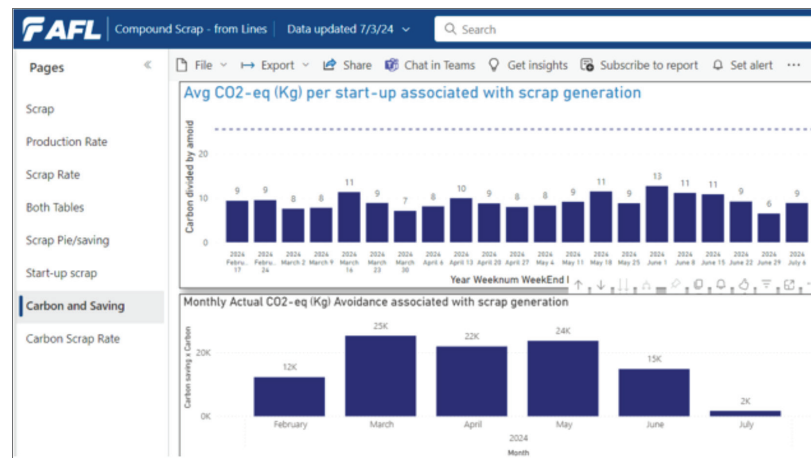 AFL
Compound Scrap - from Lines
Data updated 7/3/24
Search
Pages
Scrap
Production Rate
Scrap Rate
Both Tables
Scrap Pie/saving
Start-up scrap
Carbon and Saving
Carbon Scrap Rate
File
Export
Share
Chat in Teams
Get insights
Subscribe to report
Set alert
...
Avg CO2-eq (Kg) per start-up associated with scrap generation
Carbon divided by amoid
20
10
0
9 9 8 8 11 9 7 8 10 9 8 8 9 11 9 13 11 11 9 6 9
2024 2024 2024 2024 2024 2024 2024 2024 2024 2024 2024 2024 2024 2024 2024 2024 2024 2024 2024 2024 2024
Febru... Febru... March 2 March 9 March March March April 6 April 13 April 20 April 27 May 4 May 11 May 18 May 25 June 1 June 8 June 15 June 22 June 29 July 6
17 24 16 23 30
Year Weeknum WeekEnd
Monthly Actual CO2-eq (Kg) Avoidance associated with scrap generation
Carbon saving x Carbon
20K
0K
12K 25K 22K 24K 15K 2K
February March April May June July
2024
Month